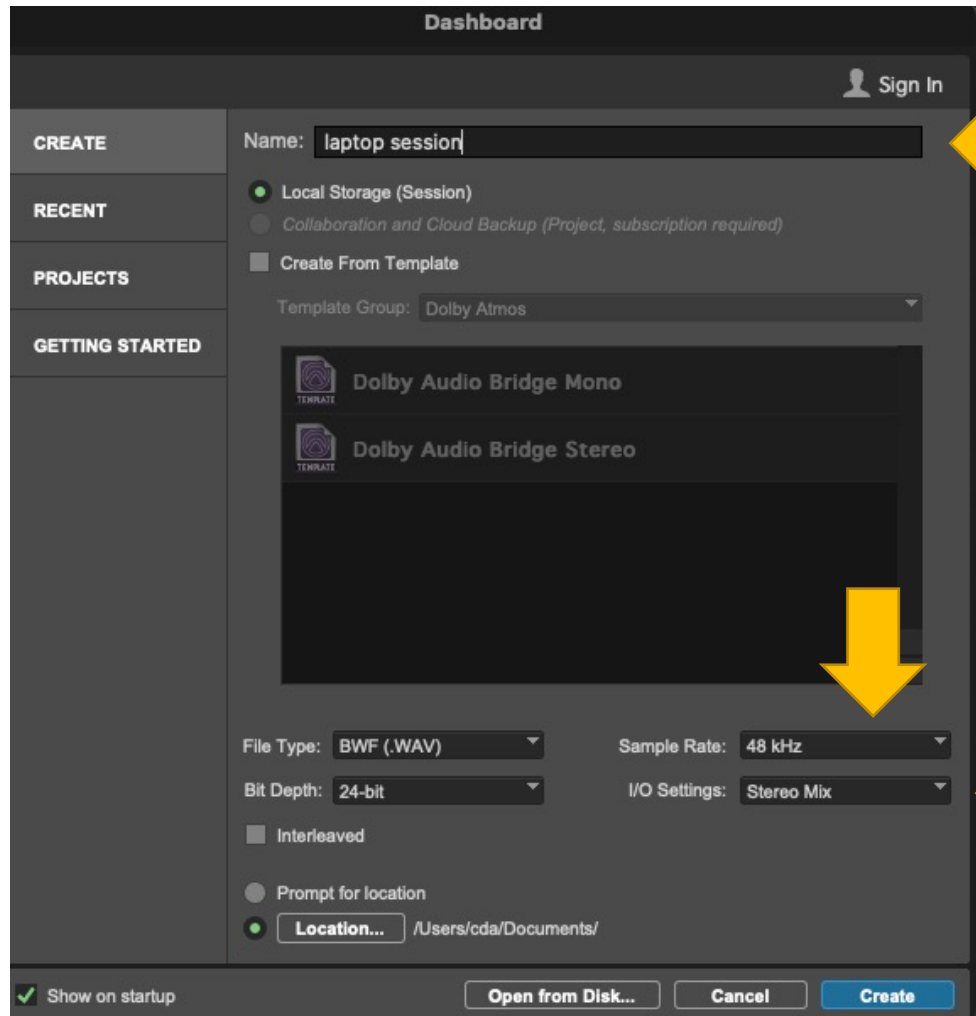 Dashboard
Sign In
CREATE
RECENT
PROJECTS
GETTING STARTED
Name: laptop session
Local Storage (Session)
Collaboration and Cloud Backup (Project, subscription required)
Create From Template
Template Group: Dolby Atmos
TEMPLATE Dolby Audio Bridge Mono
TEMPLATE Dolby Audio Bridge Stereo
File Type: BWF (.WAV) Sample Rate: 48 kHz
Bit Depth: 24-bit I/O Settings: Stereo Mix
Interleaved
Prompt for location
Location... /Users/cda/Documents/
Show on startup Open from Disk... Cancel Create